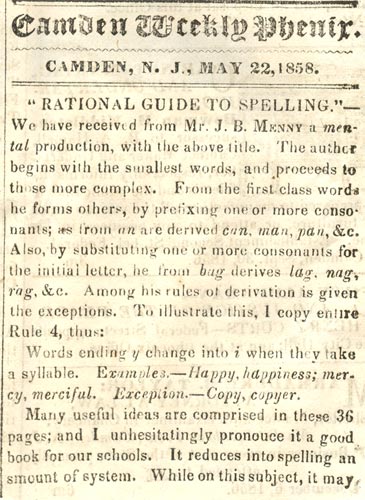 Camden Weekly Phenix.
CAMDEN, N. J., MAY 22, 1858.
"RATIONAL GUIDE TO SPELLING."—
We have received from Mr. J. B. MENNY a men-
tal production, with the above title. The author
begins with the smallest words, and proceeds to
those more complex. From the first class words
he forms others, by prefixing one or more conso-
nants; as from an are derived can, man, pan, &c.
Also, by substituting one or more consonants for
the initial letter, he from bag derives lag, nag,
rag, &c. Among his rules of derivation is given
the exceptions. To illustrate this, I copy entire
Rule 4, thus:
Words ending y change into i when they take
a syllable. Examples.—Happy, happiness; mer-
cy, merciful. Exception.—Copy, copyer.
Many useful ideas are comprised in these 36
pages; and I unhesitatingly pronouce it a good
book for our schools. It reduces into spelling an
smount of system. While on this subject, it may